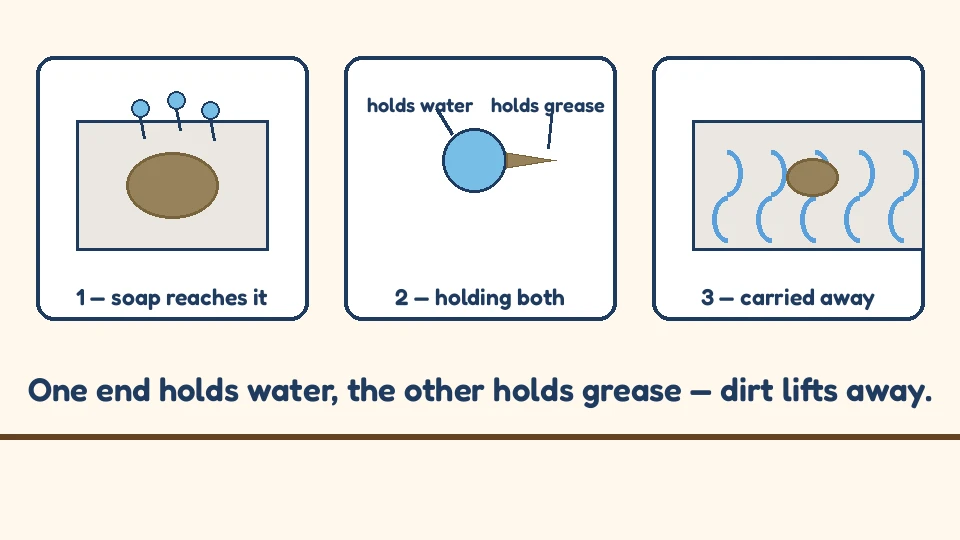 holds water holds grease
1 – soap reaches it
2 – holding both
3 – carried away
One end holds water, the other holds grease – dirt lifts away.